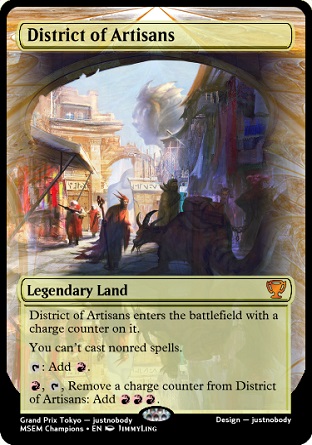 District of Artisans
Legendary Land
District of Artisans enters the battlefield with a
charge counter on it.
You can't cast nonred spells.
: Add .
, , Remove a charge counter from District
of Artisans: Add .
Grand Prix Tokyo — justnobody
Design — justnobody
MSEM Champions • EN JIMMYLING